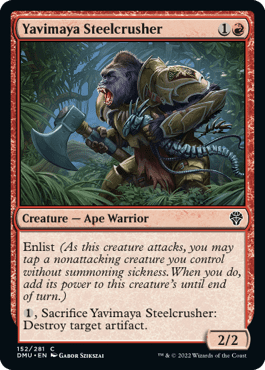 Yavimaya Steelcrusher 1
Creature — Ape Warrior
Enlist (As this creature attacks, you may
tap a nonattacking creature you control
without summoning sickness. When you do,
add its power to this creature's until end
of turn.)
1, Sacrifice Yavimaya Steelcrusher:
Destroy target artifact.
2/2
152/281 C
DMU • EN GABOR SZIKSZAI
™ & © 2022 Wizards of the Coast